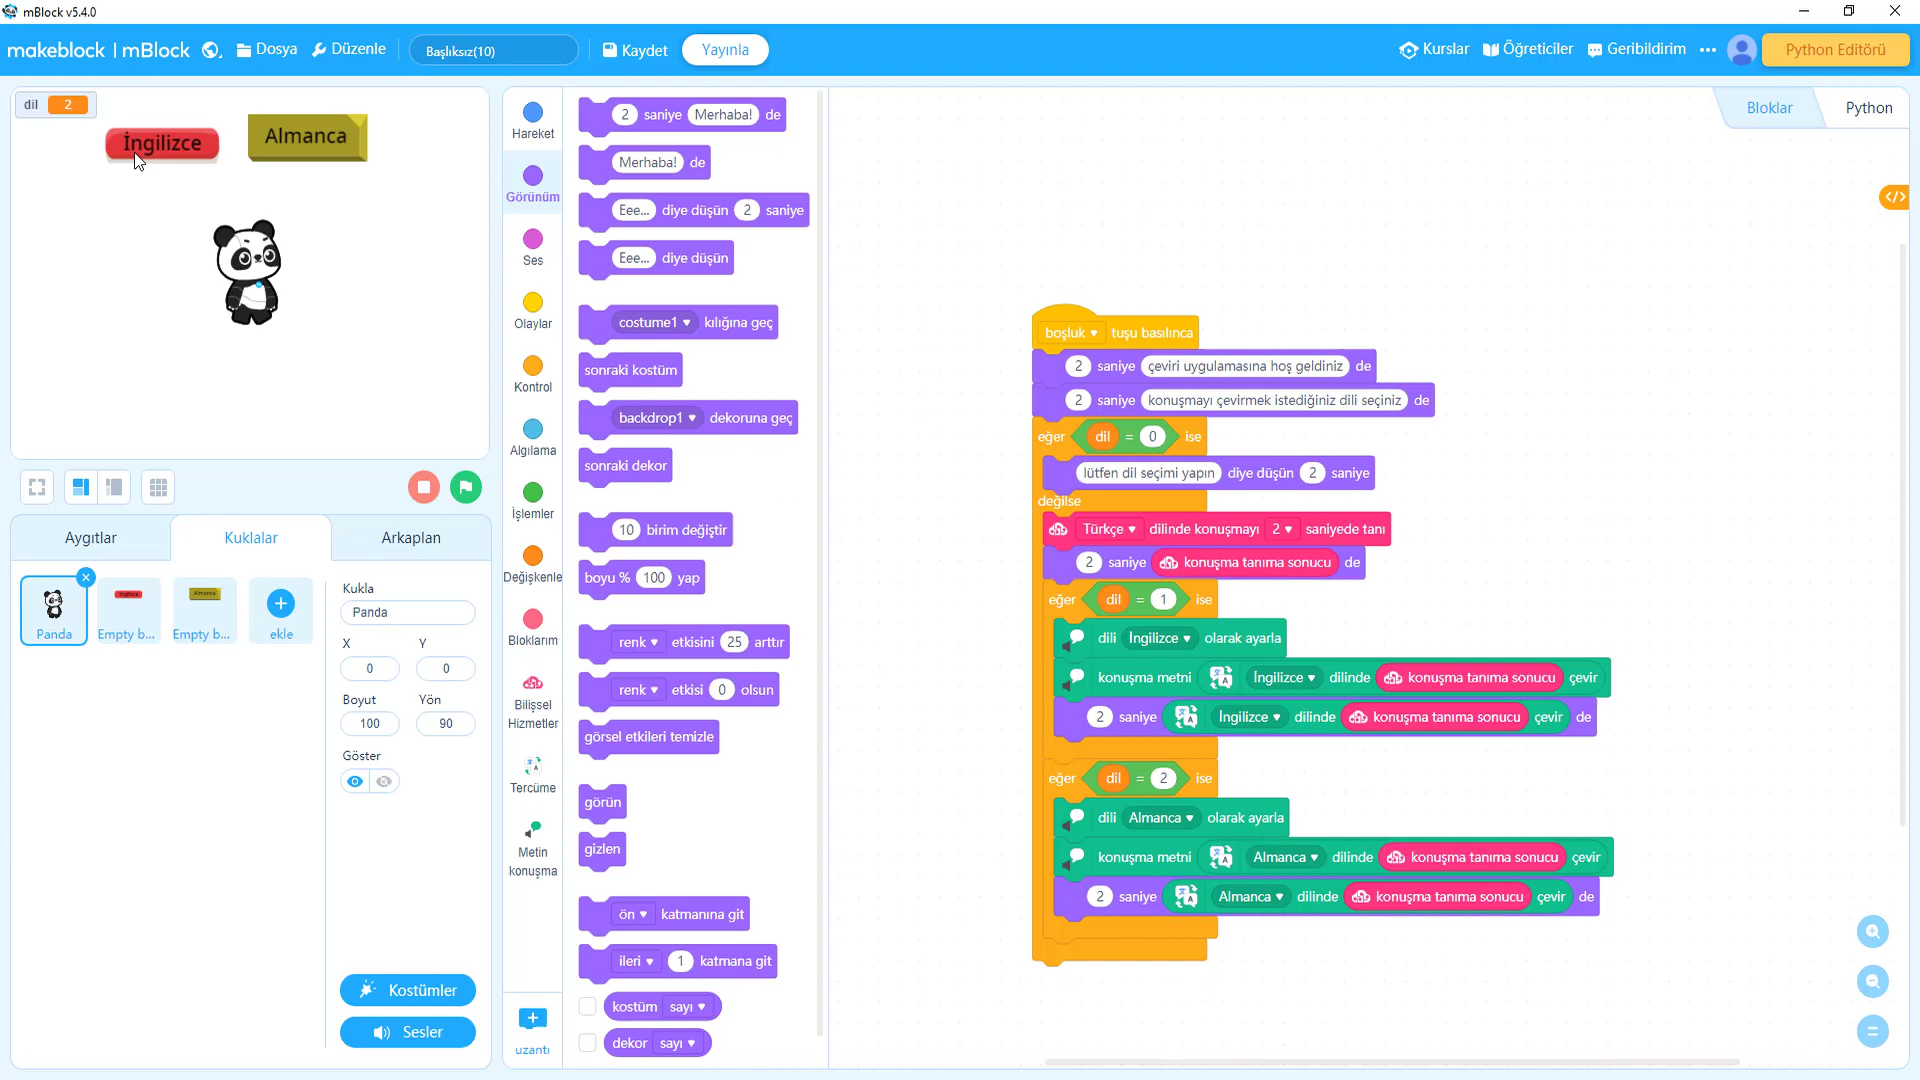 mBlock v5.4.0
makeblock | mBlock
Dosya
Düzenle
Başlıksız(10)
Kaydet
Yayınla
Kurslar
Öğreticiler
Geribildirim
Python Editörü
dil 2
İngilizce
Almanca
Aygıtlar
Kuklalar
Arkaplan
Panda
Empty b...
Empty b...
ekle
Kukla
Panda
X
Y
0
0
Boyut
Yön
100
90
Göster
Kostümler
Sesler
Hareket
Görünüm
Ses
Olaylar
Kontrol
Algılama
İşlemler
Değişkenle
Bloklarım
Bilişsel
Hizmetler
Tercüme
Metin
konuşma
uzantı
2 saniye Merhaba! de
Merhaba! de
Eee... diye düşün 2 saniye
Eee... diye düşün
costume1 kılığına geç
sonraki kostüm
backdrop1 dekoruna geç
sonraki dekor
10 birim değiştir
boyu % 100 yap
renk etkisini 25 arttır
renk etkisi 0 olsun
görsel etkileri temizle
görün
gizlen
ön katmanına git
ileri 1 katmana git
kostüm sayı
dekor sayı
Bloklar
Python
</>
boşluk tuşu basılınca
2 saniye çeviri uygulamasına hoş geldiniz de
2 saniye konuşmayı çevirmek istediğiniz dili seçiniz de
eğer dil = 0 ise
lütfen dil seçimi yapın diye düşün 2 saniye
değilse
Türkçe dilinde konuşmayı 2 saniyede tanı
2 saniye konuşma tanıma sonucu de
eğer dil = 1 ise
dili İngilizce olarak ayarla
konuşma metni İngilizce dilinde konuşma tanıma sonucu çevir
2 saniye İngilizce dilinde konuşma tanıma sonucu çevir de
eğer dil = 2 ise
dili Almanca olarak ayarla
konuşma metni Almanca dilinde konuşma tanıma sonucu çevir
2 saniye Almanca dilinde konuşma tanıma sonucu çevir de